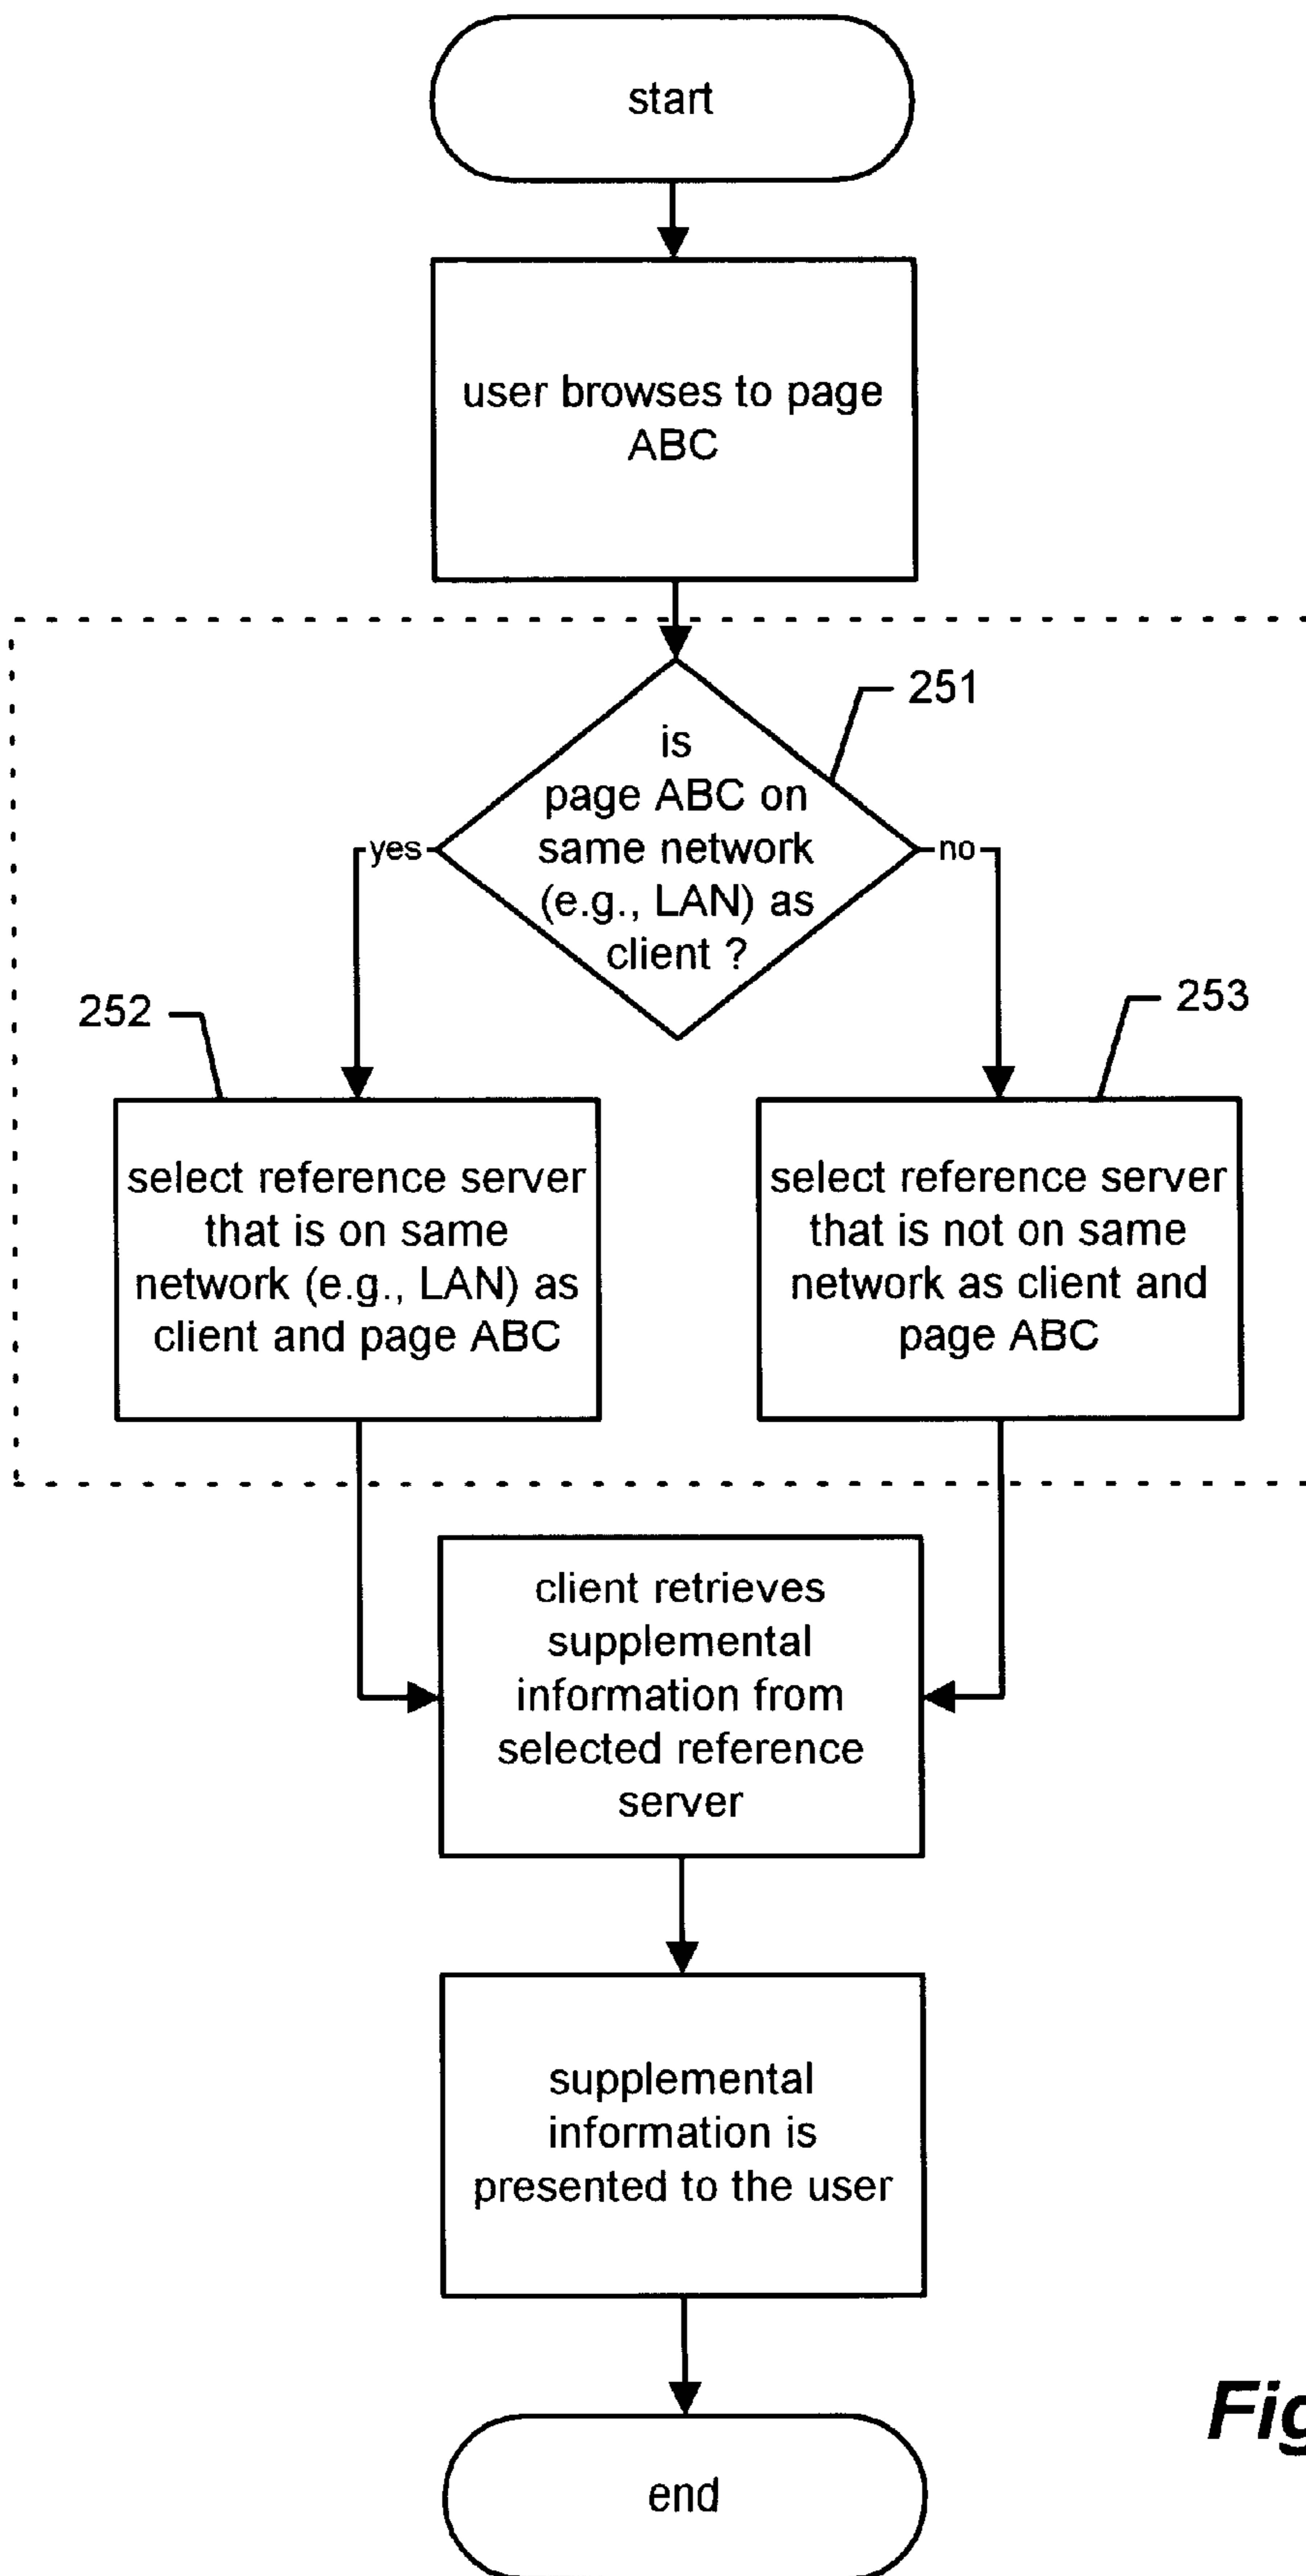 start
user browses to page
ABC
251
is
page ABC on
same network
(e.g., LAN) as
client ?
yes
no
252
253
select reference server
that is on same
network (e.g., LAN) as
client and page ABC
select reference server
that is not on same
network as client and
page ABC
client retrieves
supplemental
information from
selected reference
server
supplemental
information is
presented to the user
end